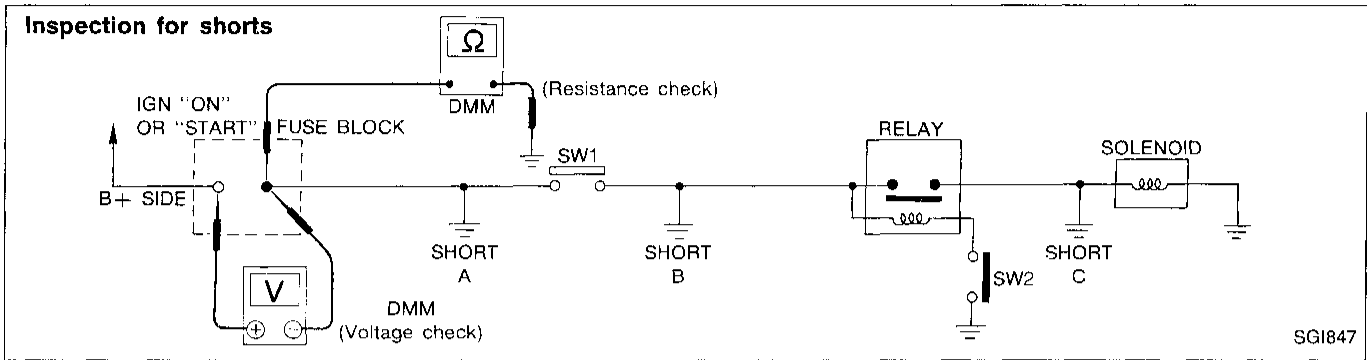 Inspection for shorts
Ω
DMM
(Resistance check)
IGN "ON"
OR "START"
FUSE BLOCK
SW1
RELAY
SOLENOID
B+ SIDE
SHORT
A
SHORT
B
SHORT
C
SW2
V
+ -
DMM
(Voltage check)
SGI847